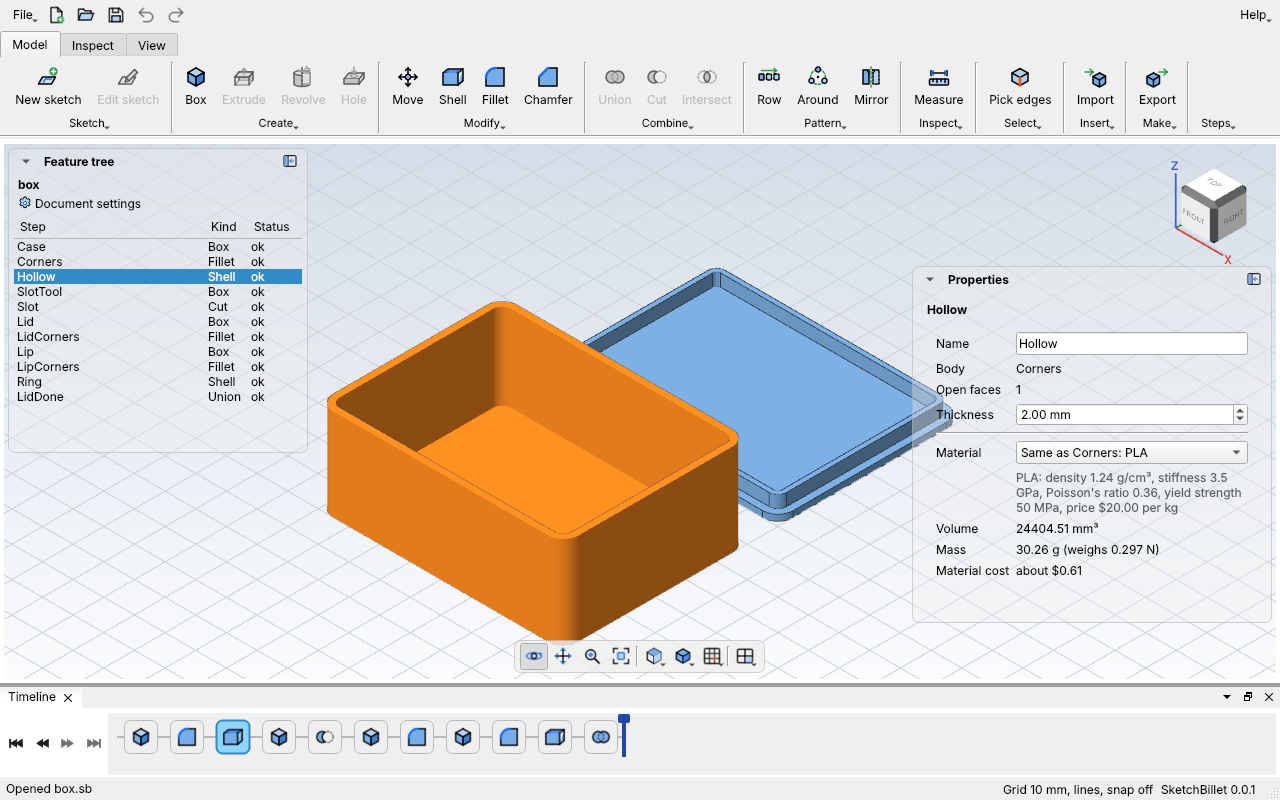 File
Help
Model
Inspect
View
New sketch
Edit sketch
Box
Extrude
Revolve
Hole
Move
Shell
Fillet
Chamfer
Union
Cut
Intersect
Row
Around
Mirror
Measure
Pick edges
Import
Export
Sketch
Create
Modify
Combine
Pattern
Inspect
Select
Insert
Make
Steps
Feature tree
box
Document settings
Step Kind Status
Case Box ok
Corners Fillet ok
Hollow Shell ok
SlotTool Box ok
Slot Cut ok
Lid Box ok
LidCorners Fillet ok
Lip Box ok
LipCorners Fillet ok
Ring Shell ok
LidDone Union ok
Z
TOP
FRONT
RIGHT
X
Properties
Hollow
Name Hollow
Body Corners
Open faces 1
Thickness 2.00 mm
Material Same as Corners: PLA
PLA: density 1.24 g/cm³, stiffness 3.5
GPa, Poisson's ratio 0.36, yield strength
50 MPa, price $20.00 per kg
Volume 24404.51 mm³
Mass 30.26 g (weighs 0.297 N)
Material cost about $0.61
Timeline
Opened box.sb
Grid 10 mm, lines, snap off SketchBillet 0.0.1